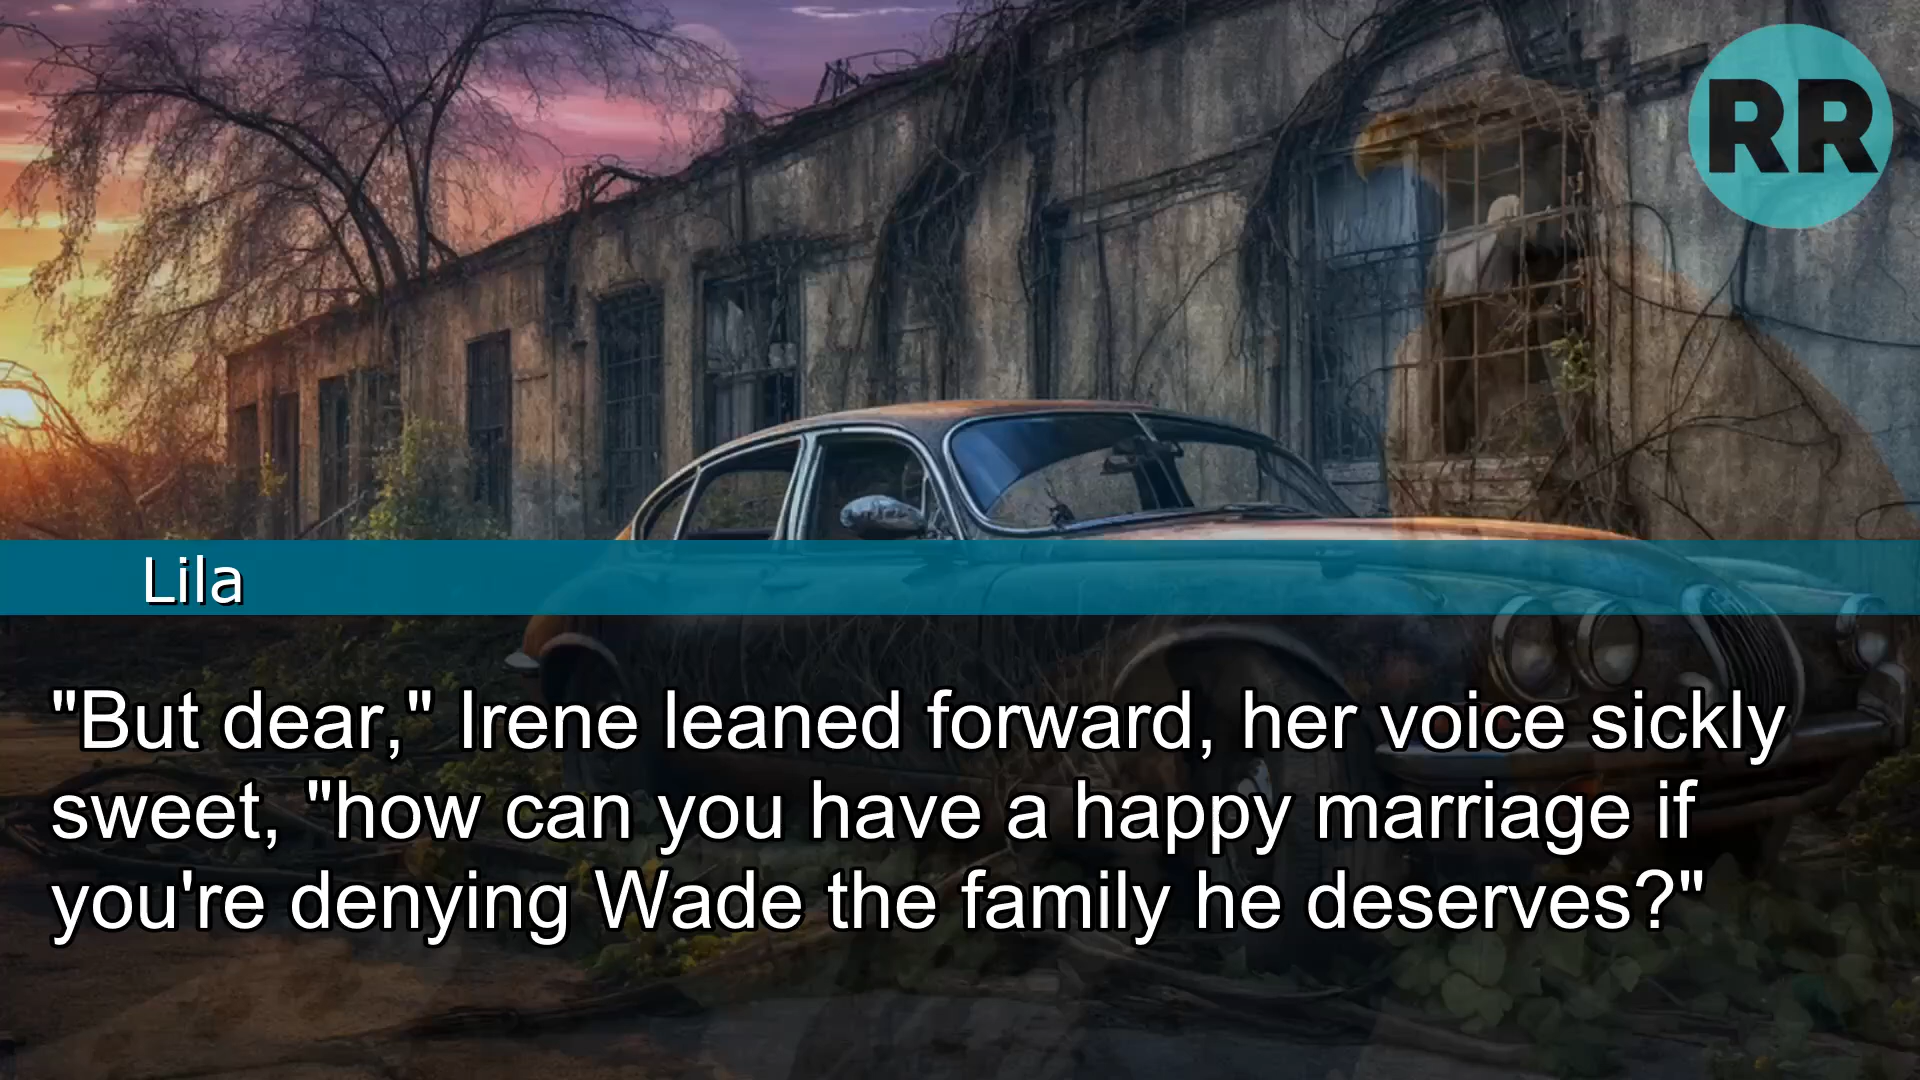 RR
Lila
"But dear," Irene leaned forward, her voice sickly
sweet, "how can you have a happy marriage if
you're denying Wade the family he deserves?"